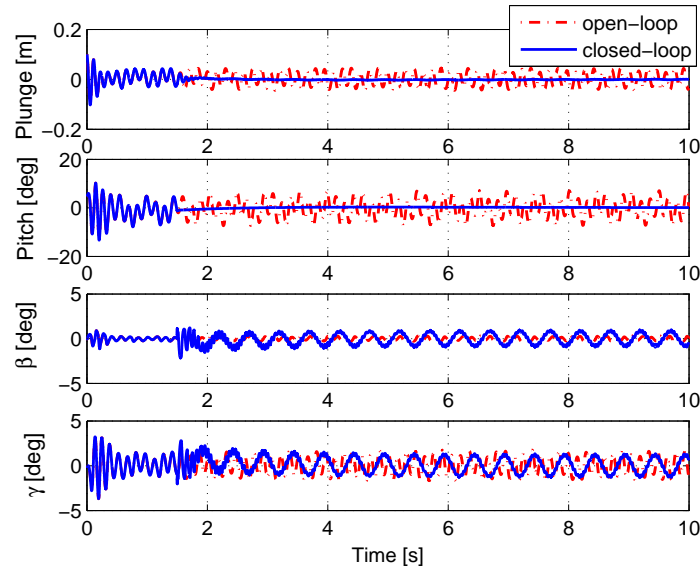 open-loop
closed-loop
Plunge [m]
0.2
0
−0.2
0 2 4 6 8 10
Pitch [deg]
20
0
−20
0 2 4 6 8 10
β [deg]
5
0
−5
0 2 4 6 8 10
γ [deg]
5
0
−5
0 2 4 6 8 10
Time [s]